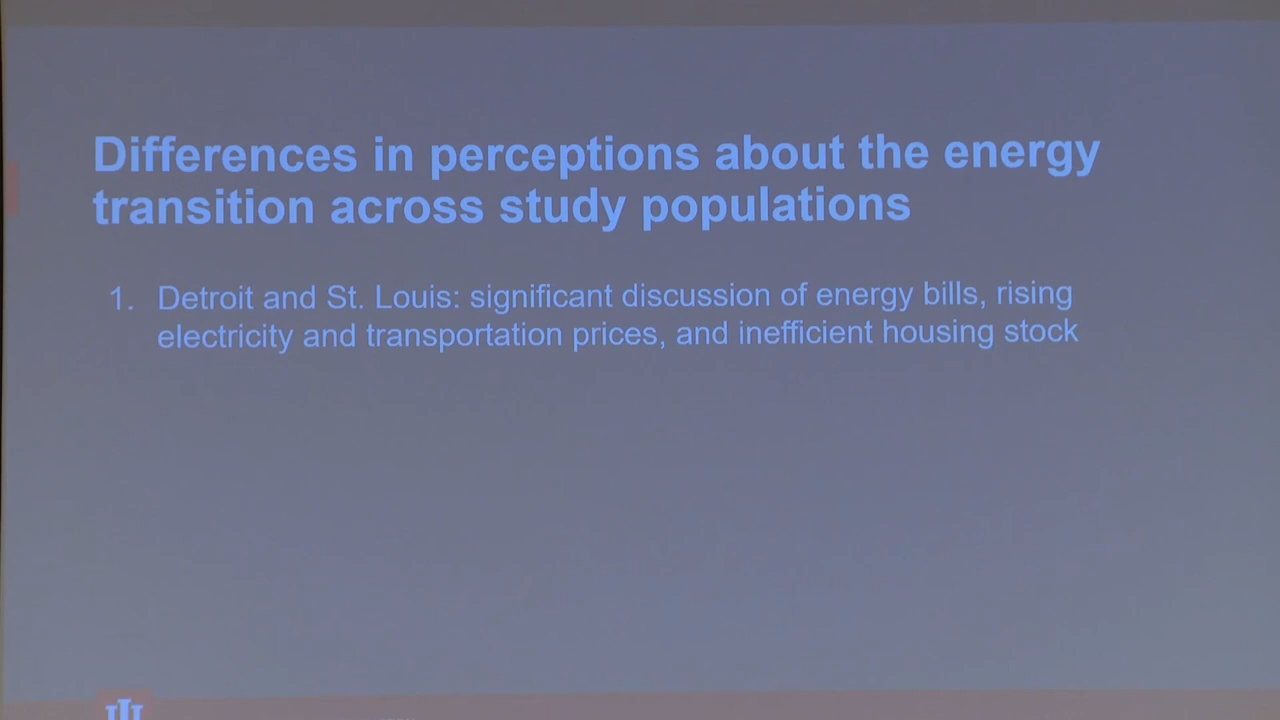 Differences in perceptions about the energy
transition across study populations
1. Detroit and St. Louis: significant discussion of energy bills, rising
electricity and transportation prices, and inefficient housing stock